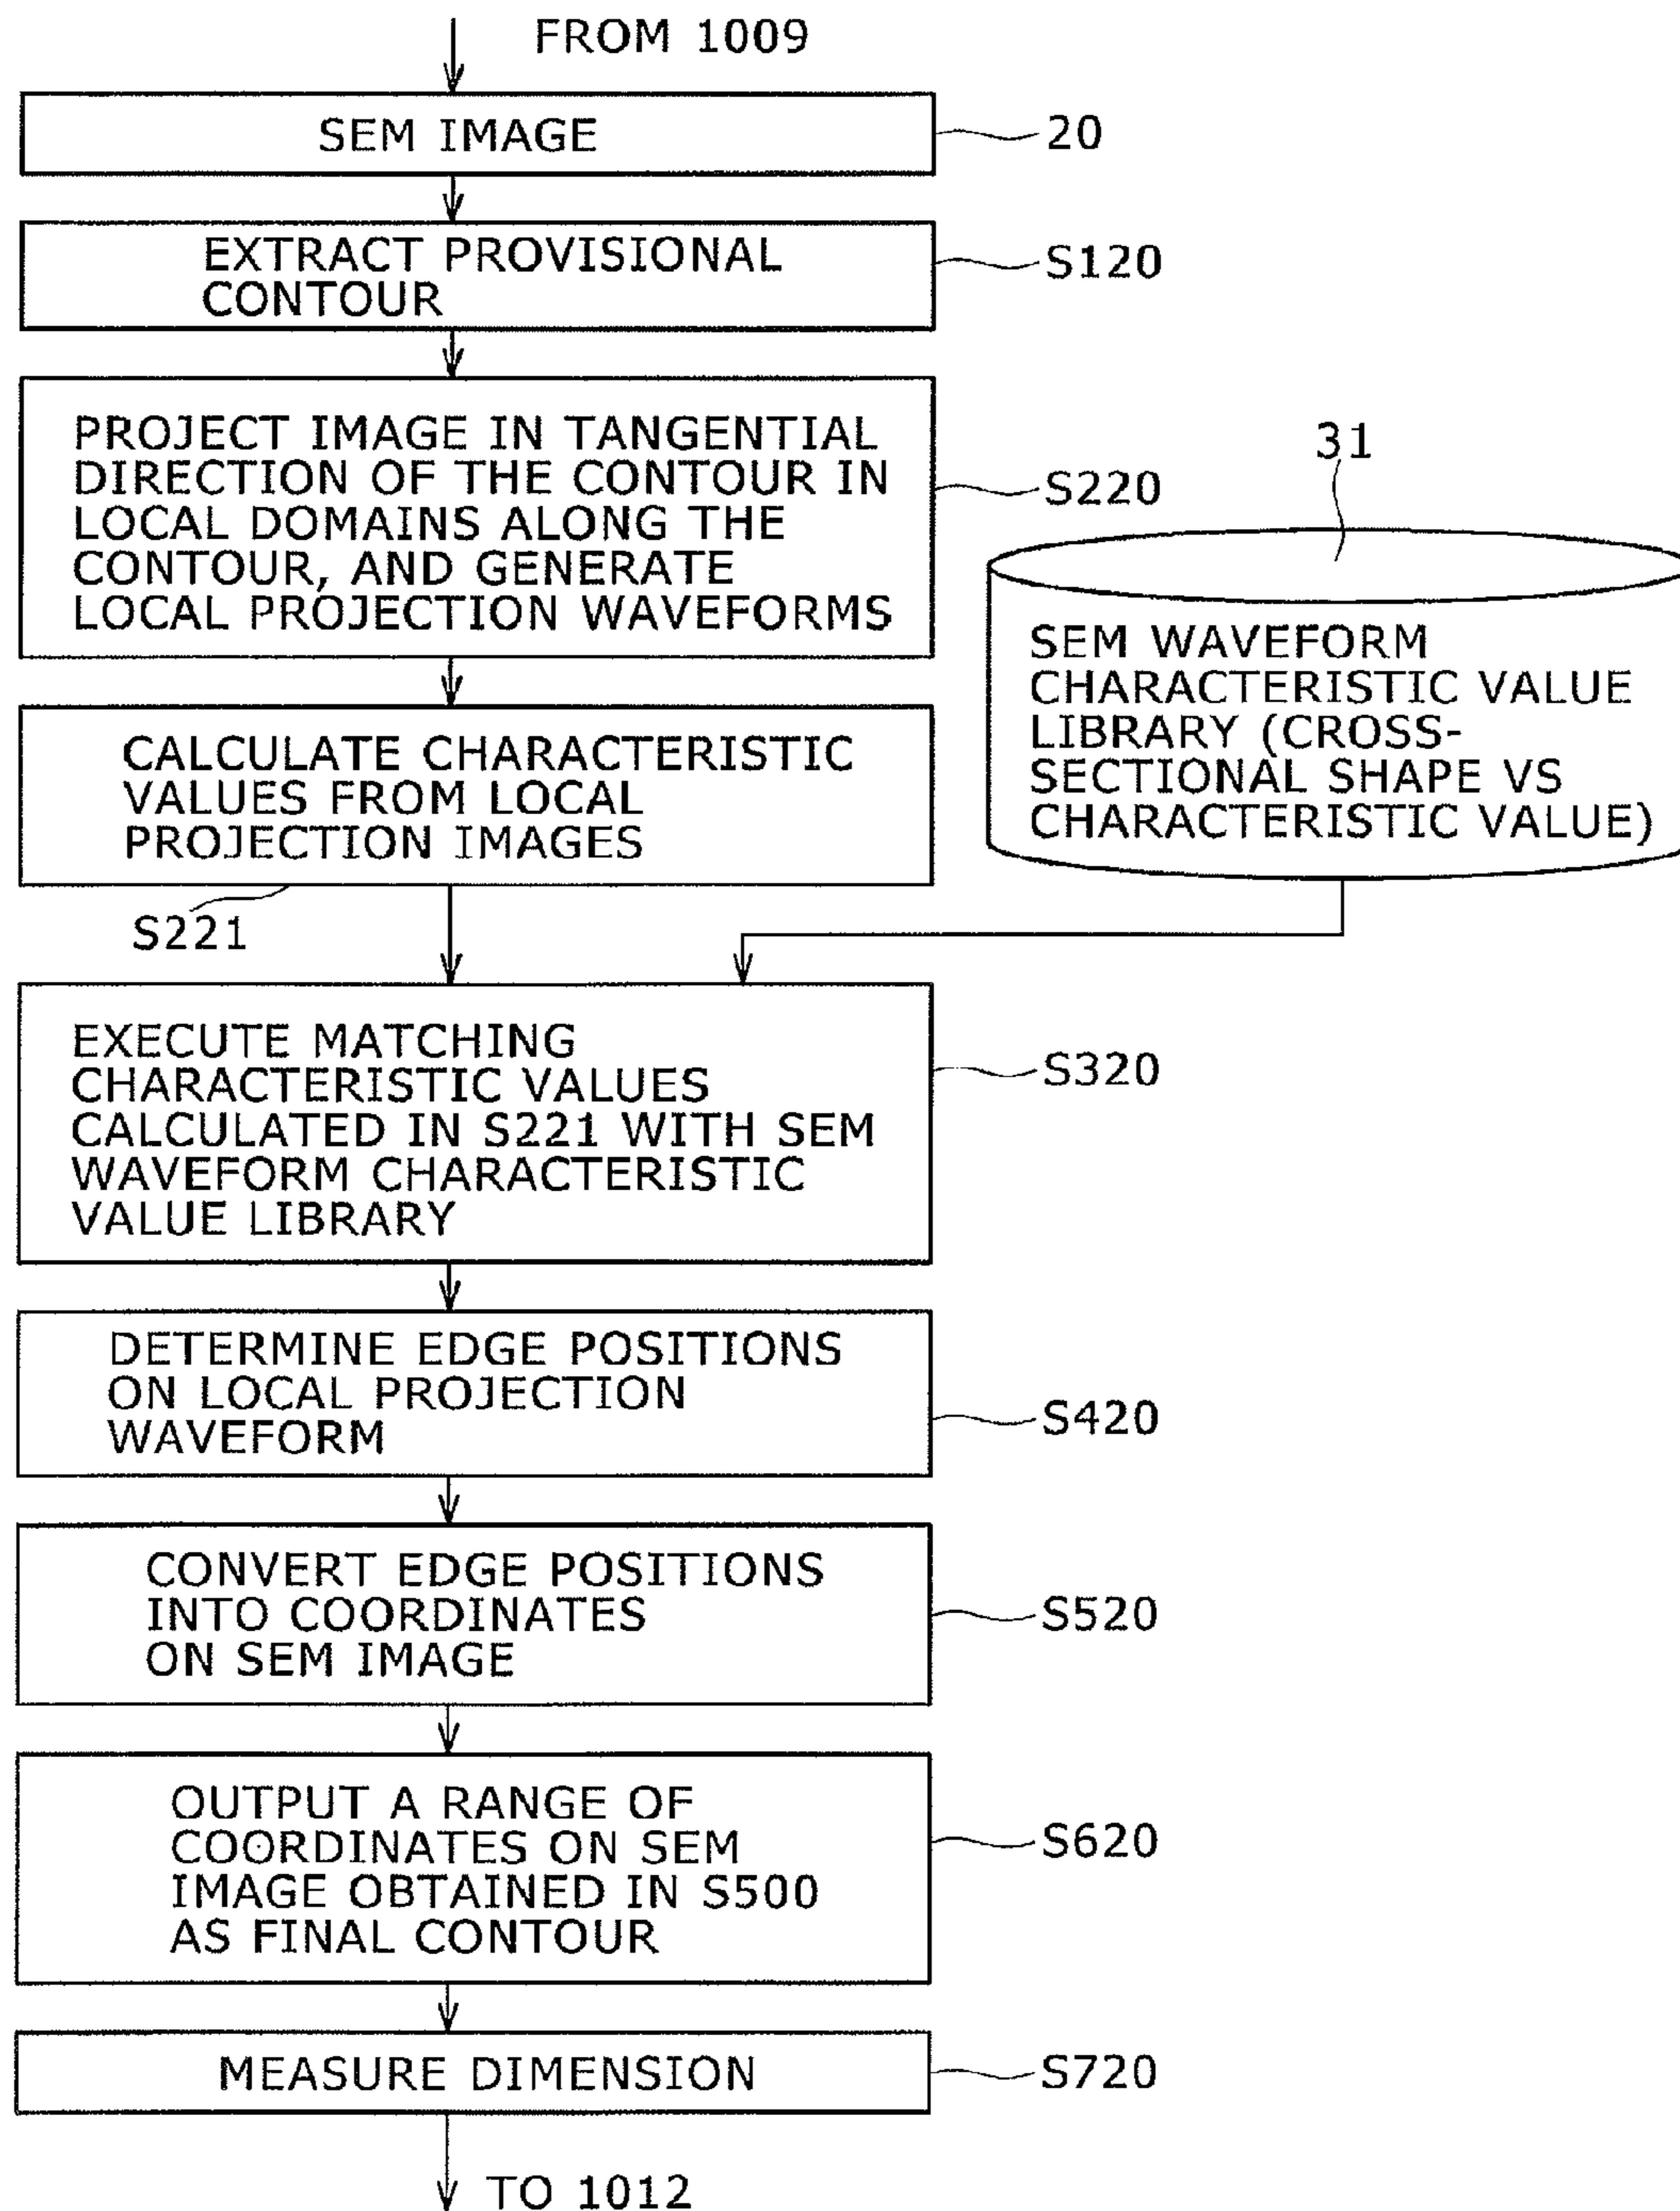 FROM 1009
SEM IMAGE
20
EXTRACT PROVISIONAL
CONTOUR
S120
PROJECT IMAGE IN TANGENTIAL
DIRECTION OF THE CONTOUR IN
LOCAL DOMAINS ALONG THE
CONTOUR, AND GENERATE
LOCAL PROJECTION WAVEFORMS
S220
31
SEM WAVEFORM
CHARACTERISTIC VALUE
LIBRARY (CROSS-
SECTIONAL SHAPE VS
CHARACTERISTIC VALUE)
CALCULATE CHARACTERISTIC
VALUES FROM LOCAL
PROJECTION IMAGES
S221
EXECUTE MATCHING
CHARACTERISTIC VALUES
CALCULATED IN S221 WITH SEM
WAVEFORM CHARACTERISTIC
VALUE LIBRARY
S320
DETERMINE EDGE POSITIONS
ON LOCAL PROJECTION
WAVEFORM
S420
CONVERT EDGE POSITIONS
INTO COORDINATES
ON SEM IMAGE
S520
OUTPUT A RANGE OF
COORDINATES ON SEM
IMAGE OBTAINED IN S500
AS FINAL CONTOUR
S620
MEASURE DIMENSION
S720
TO 1012